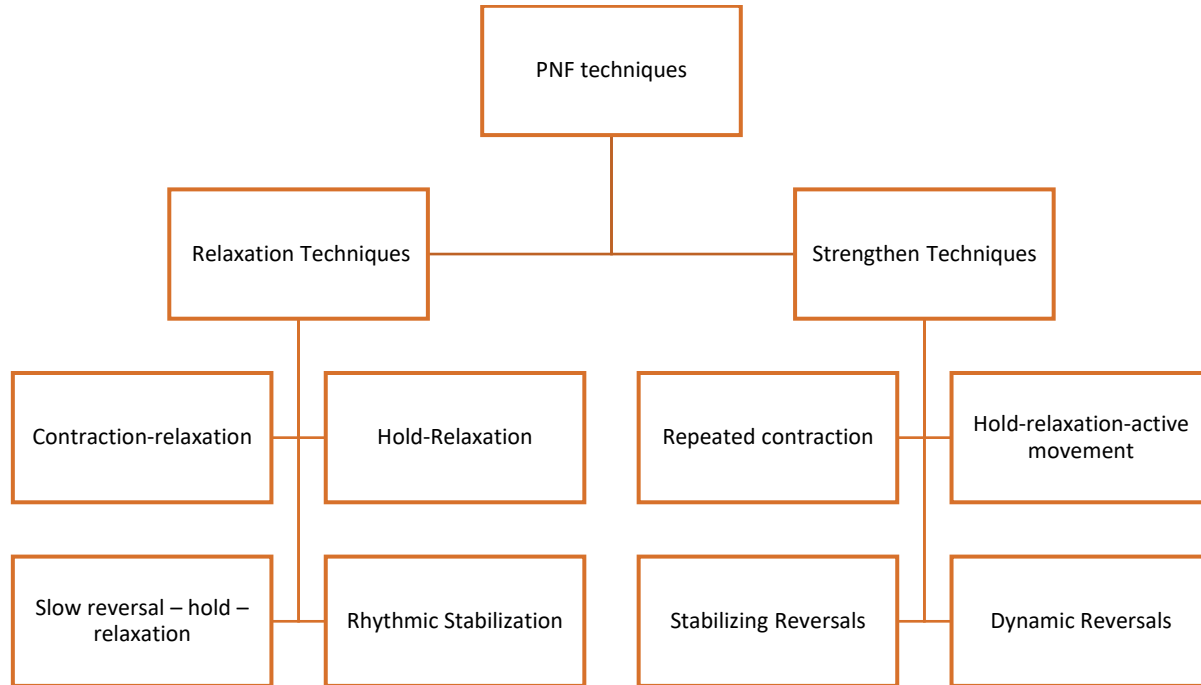 PNF techniques
Relaxation Techniques
Strengthen Techniques
Contraction-relaxation
Hold-Relaxation
Repeated contraction
Hold-relaxation-active
movement
Slow reversal – hold –
relaxation
Rhythmic Stabilization
Stabilizing Reversals
Dynamic Reversals